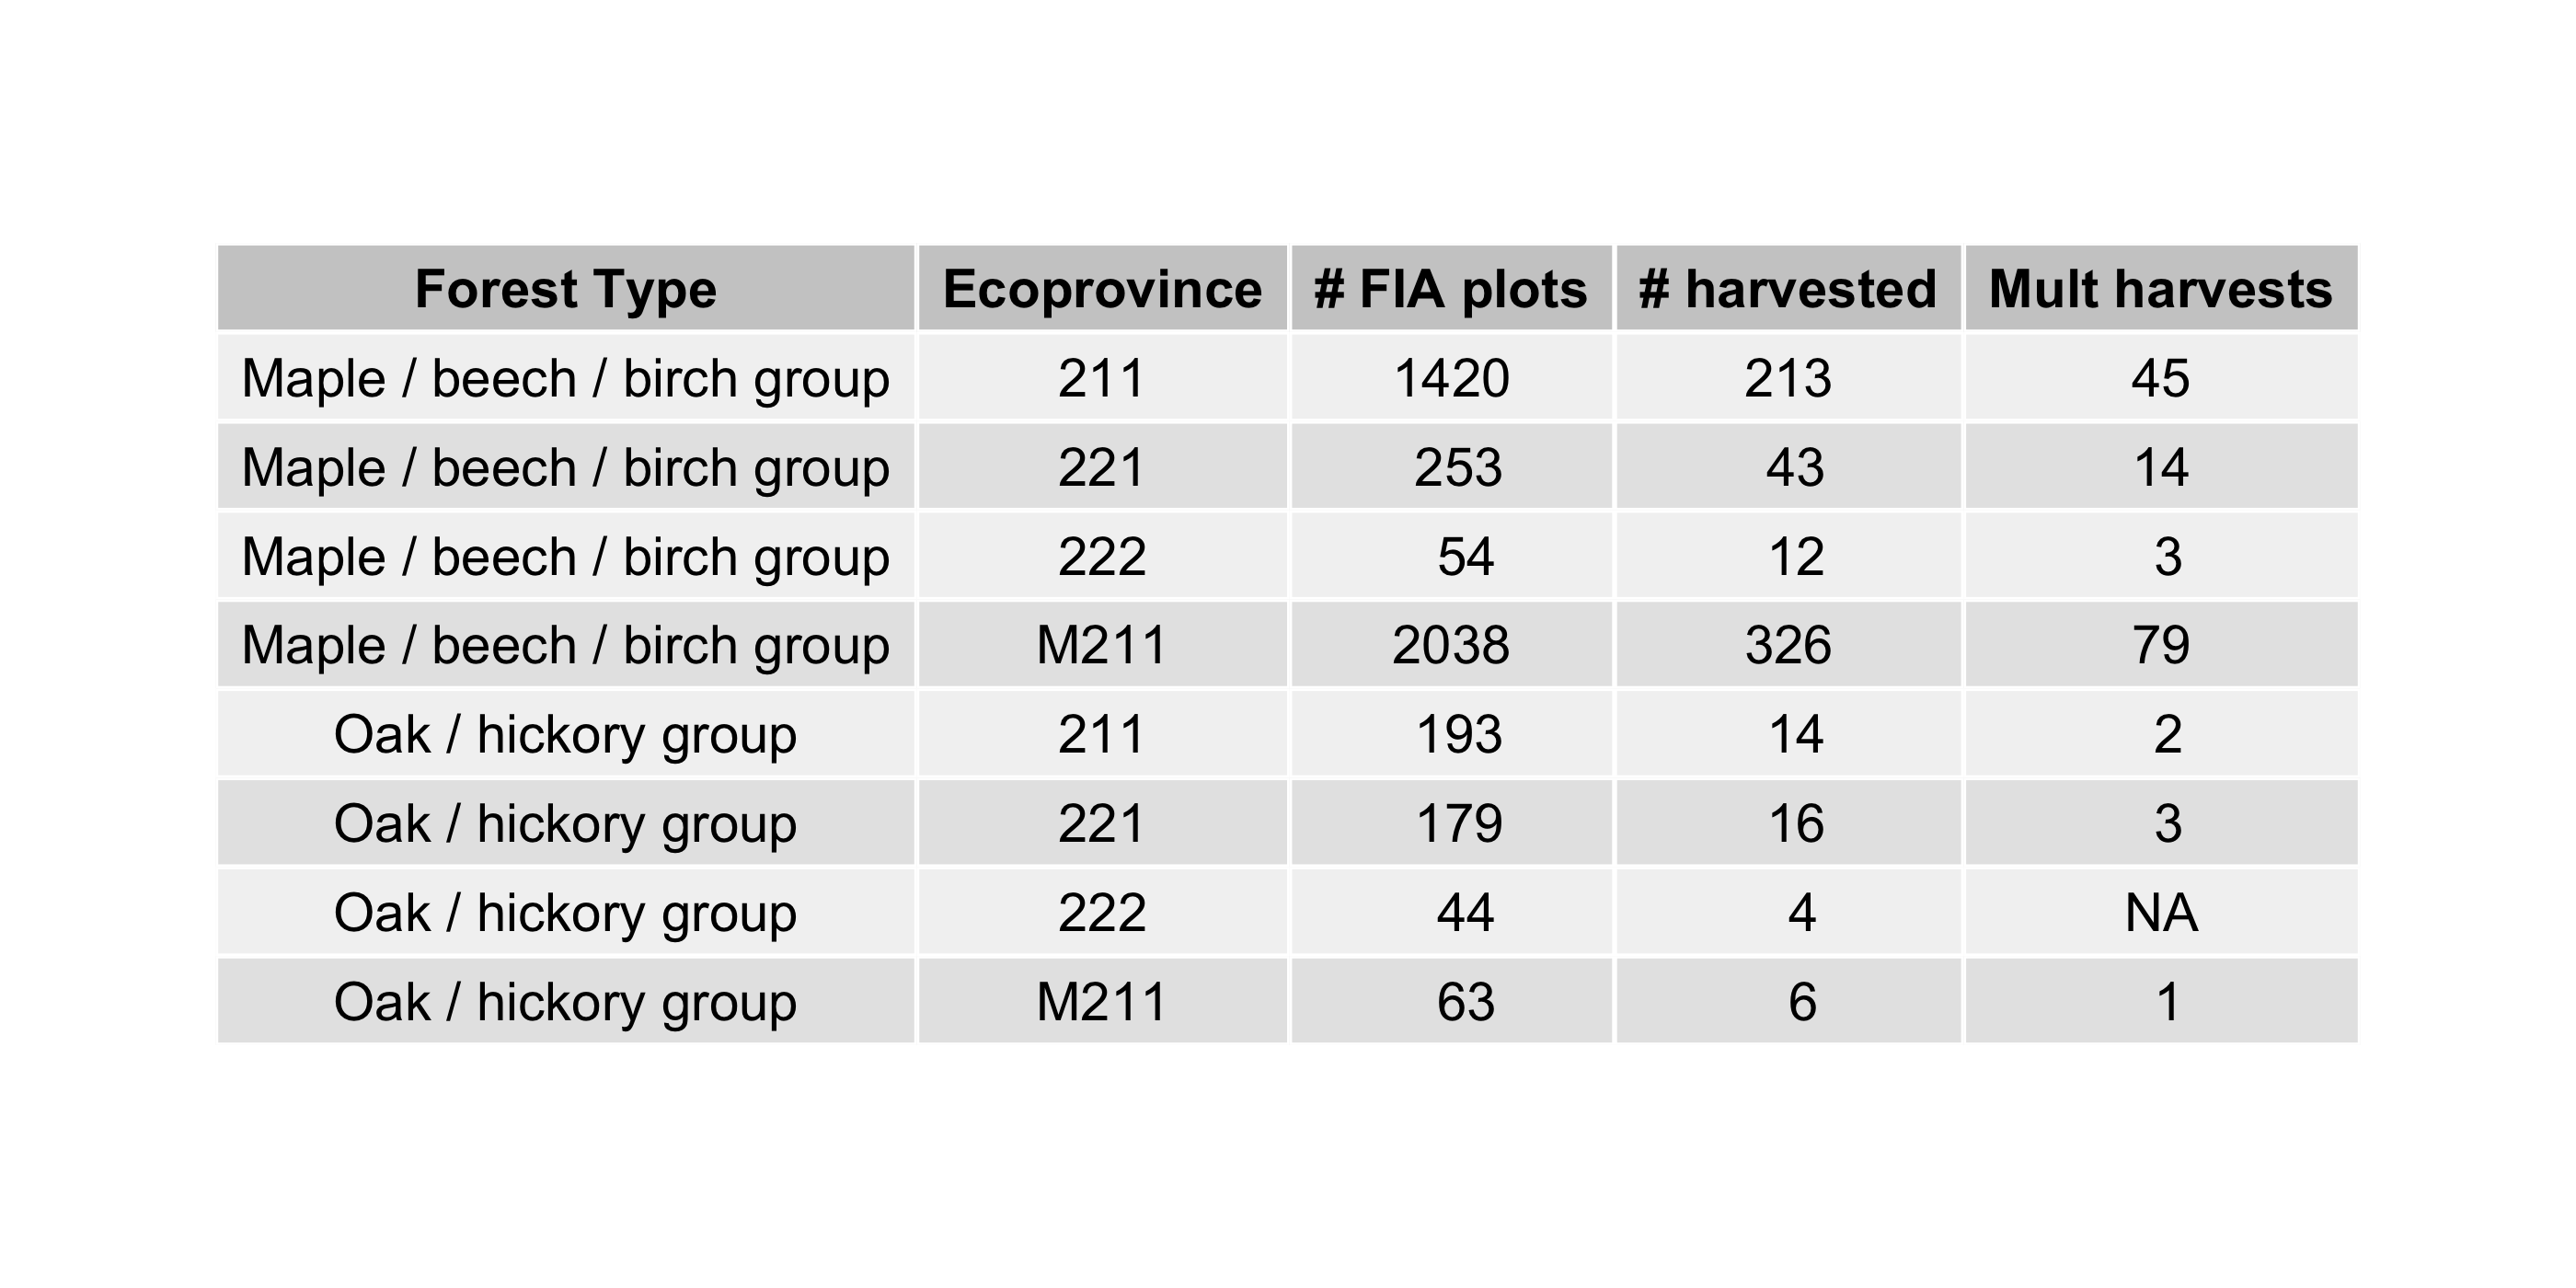 Forest Type Ecoprovince # FIA plots # harvested Mult harvests
Maple / beech / birch group 211 1420 213 45
Maple / beech / birch group 221 253 43 14
Maple / beech / birch group 222 54 12 3
Maple / beech / birch group M211 2038 326 79
Oak / hickory group 211 193 14 2
Oak / hickory group 221 179 16 3
Oak / hickory group 222 44 4 NA
Oak / hickory group M211 63 6 1